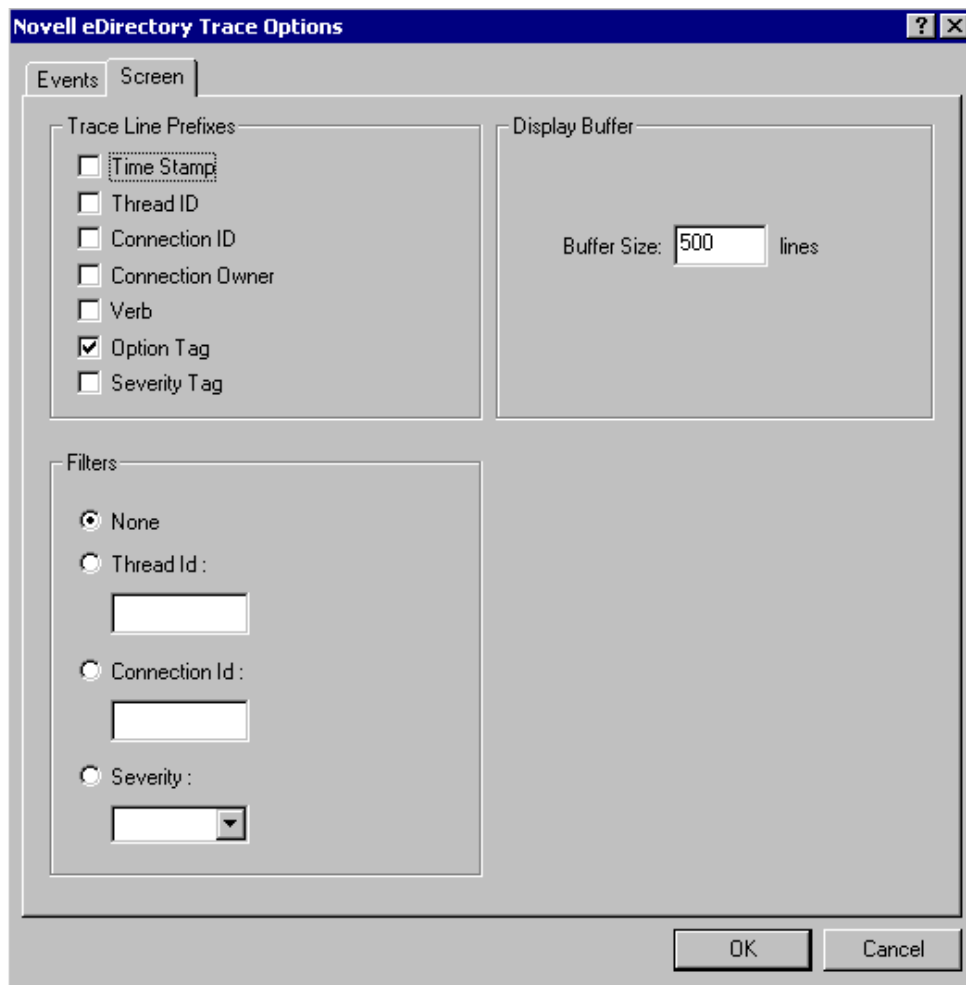 Novell eDirectory Trace Options
Events
Screen
Trace Line Prefixes
Time Stamp
Thread ID
Connection ID
Connection Owner
Verb
Option Tag
Severity Tag
Display Buffer
Buffer Size: 500 lines
Filters
None
Thread Id :
Connection Id :
Severity :
OK
Cancel